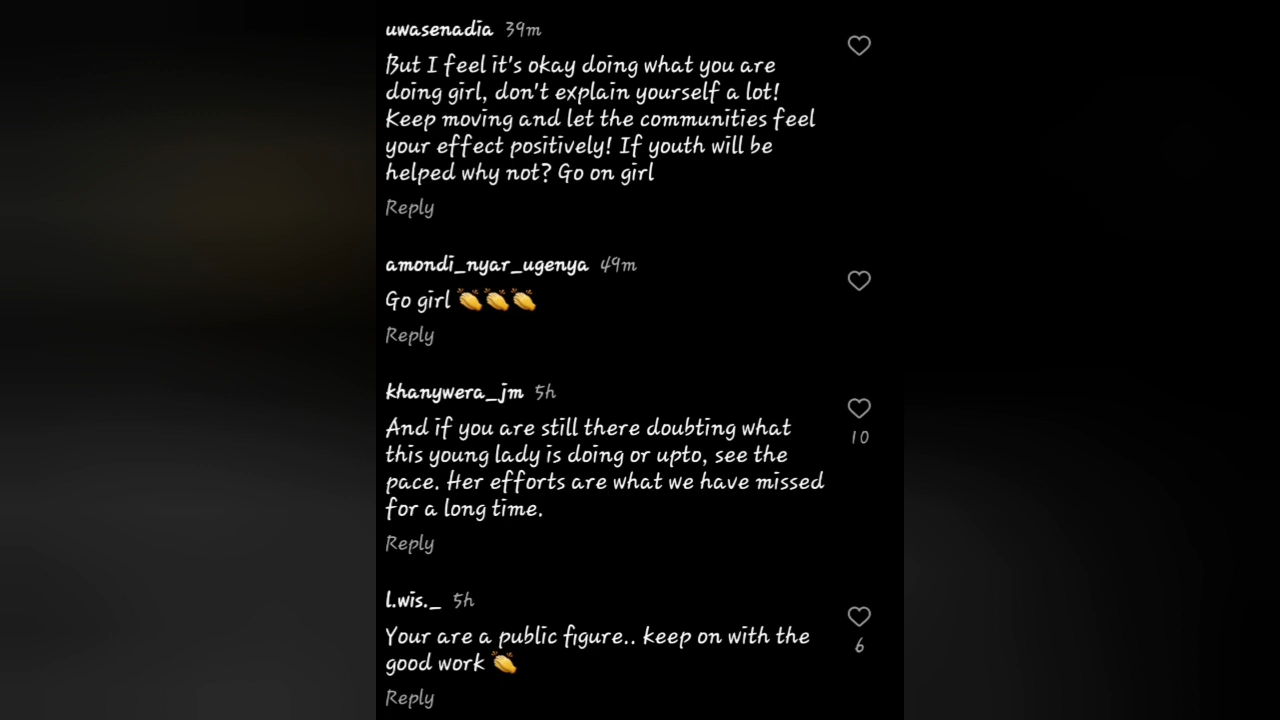 uwasenadia 39m
But I feel it's okay doing what you are
doing girl, don't explain yourself a lot!
Keep moving and let the communities feel
your effect positively! If youth will be
helped why not? Go on girl
Reply
amondi_nyar_ugenya 49m
Go girl 👏👏👏
Reply
khanywera_jm 5h
And if you are still there doubting what
this young lady is doing or upto, see the
pace. Her efforts are what we have missed
for a long time.
10
Reply
l.wis._ 5h
Your are a public figure.. keep on with the
good work 👏
6
Reply